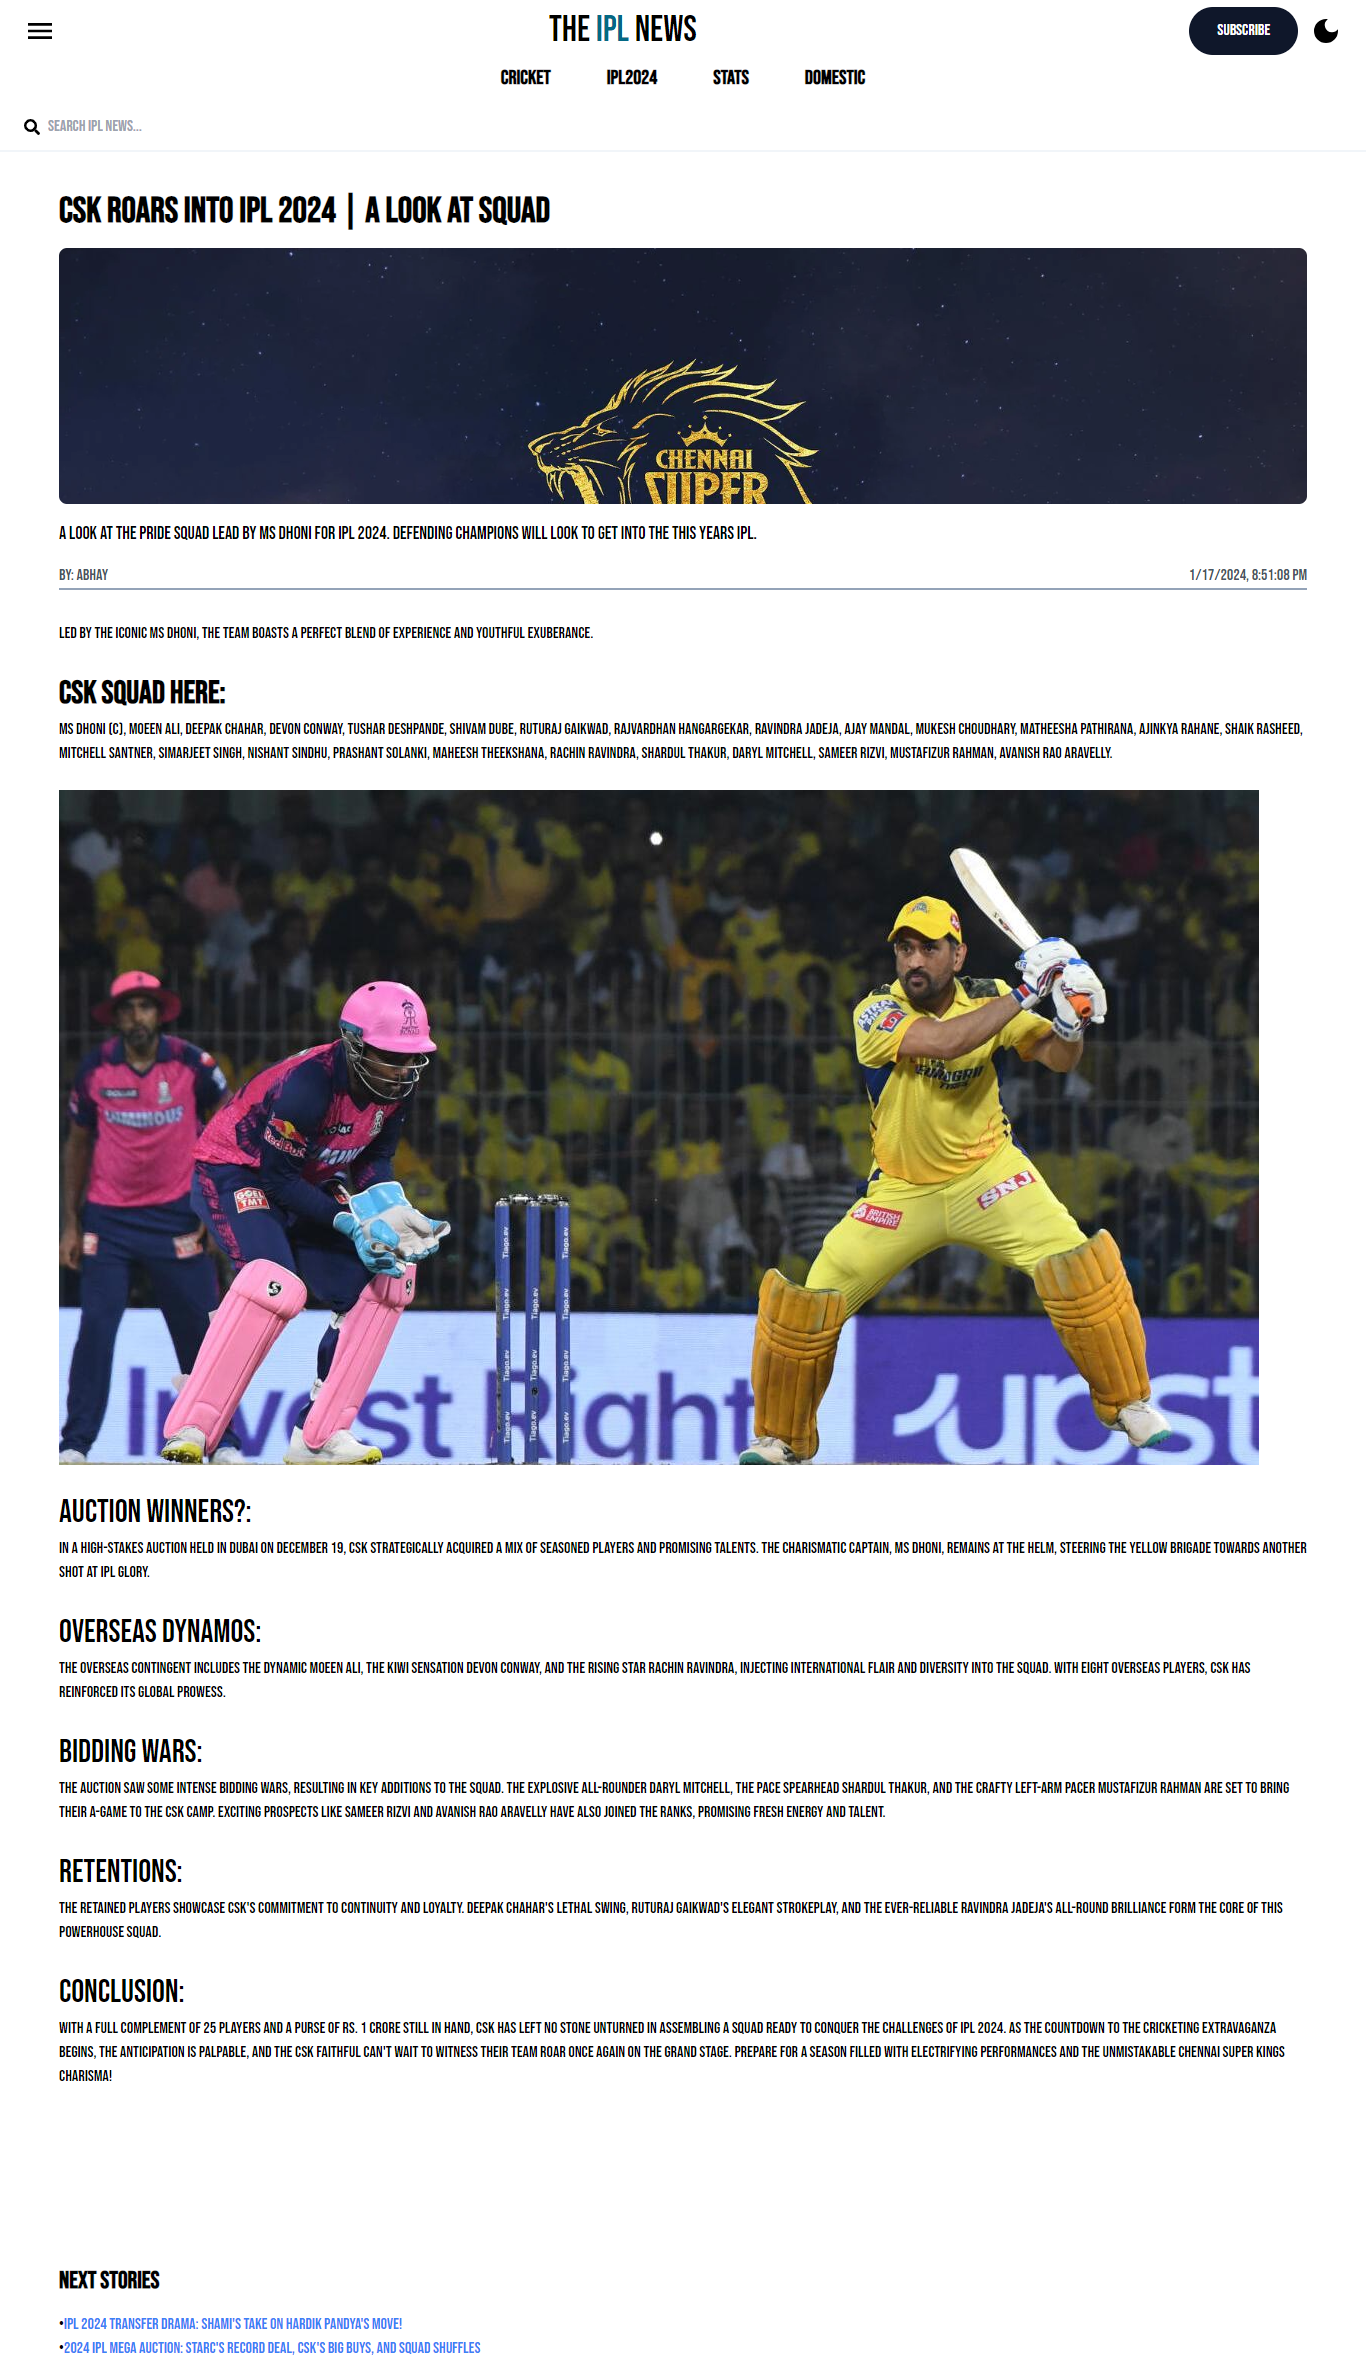 THE IPL NEWS
SUBSCRIBE
CRICKET IPL2024 STATS DOMESTIC
SEARCH IPL NEWS...
CSK ROARS INTO IPL 2024 | A LOOK AT SQUAD
CHENNAI
SUPER
A LOOK AT THE PRIDE SQUAD LEAD BY MS DHONI FOR IPL 2024. DEFENDING CHAMPIONS WILL LOOK TO GET INTO THE THIS YEARS IPL.
BY: ABHAY 1/17/2024, 8:51:08 PM
LED BY THE ICONIC MS DHONI, THE TEAM BOASTS A PERFECT BLEND OF EXPERIENCE AND YOUTHFUL EXUBERANCE.
CSK SQUAD HERE:
MS DHONI (C), MOEEN ALI, DEEPAK CHAHAR, DEVON CONWAY, TUSHAR DESHPANDE, SHIVAM DUBE, RUTURAJ GAIKWAD, RAJVARDHAN HANGARGEKAR, RAVINDRA JADEJA, AJAY MANDAL, MUKESH CHOUDHARY, MATHEESHA PATHIRANA, AJINKYA RAHANE, SHAIK RASHEED,
MITCHELL SANTNER, SIMARJEET SINGH, NISHANT SINDHU, PRASHANT SOLANKI, MAHEESH THEEKSHANA, RACHIN RAVINDRA, SHARDUL THAKUR, DARYL MITCHELL, SAMEER RIZVI, MUSTAFIZUR RAHMAN, AVANISH RAO ARAVELLY.
LUMINOUS
Red Bull
GOEL
TMT
BRITISH
EMPIRE
SNJ
Tiago.ev Tiago.ev Tiago.ev
Invest Right upst
AUCTION WINNERS?:
IN A HIGH-STAKES AUCTION HELD IN DUBAI ON DECEMBER 19, CSK STRATEGICALLY ACQUIRED A MIX OF SEASONED PLAYERS AND PROMISING TALENTS. THE CHARISMATIC CAPTAIN, MS DHONI, REMAINS AT THE HELM, STEERING THE YELLOW BRIGADE TOWARDS ANOTHER
SHOT AT IPL GLORY.
OVERSEAS DYNAMOS:
THE OVERSEAS CONTINGENT INCLUDES THE DYNAMIC MOEEN ALI, THE KIWI SENSATION DEVON CONWAY, AND THE RISING STAR RACHIN RAVINDRA, INJECTING INTERNATIONAL FLAIR AND DIVERSITY INTO THE SQUAD. WITH EIGHT OVERSEAS PLAYERS, CSK HAS
REINFORCED ITS GLOBAL PROWESS.
BIDDING WARS:
THE AUCTION SAW SOME INTENSE BIDDING WARS, RESULTING IN KEY ADDITIONS TO THE SQUAD. THE EXPLOSIVE ALL-ROUNDER DARYL MITCHELL, THE PACE SPEARHEAD SHARDUL THAKUR, AND THE CRAFTY LEFT-ARM PACER MUSTAFIZUR RAHMAN ARE SET TO BRING
THEIR A-GAME TO THE CSK CAMP. EXCITING PROSPECTS LIKE SAMEER RIZVI AND AVANISH RAO ARAVELLY HAVE ALSO JOINED THE RANKS, PROMISING FRESH ENERGY AND TALENT.
RETENTIONS:
THE RETAINED PLAYERS SHOWCASE CSK'S COMMITMENT TO CONTINUITY AND LOYALTY. DEEPAK CHAHAR'S LETHAL SWING, RUTURAJ GAIKWAD'S ELEGANT STROKEPLAY, AND THE EVER-RELIABLE RAVINDRA JADEJA'S ALL-ROUND BRILLIANCE FORM THE CORE OF THIS
POWERHOUSE SQUAD.
CONCLUSION:
WITH A FULL COMPLEMENT OF 25 PLAYERS AND A PURSE OF RS. 1 CRORE STILL IN HAND, CSK HAS LEFT NO STONE UNTURNED IN ASSEMBLING A SQUAD READY TO CONQUER THE CHALLENGES OF IPL 2024. AS THE COUNTDOWN TO THE CRICKETING EXTRAVAGANZA
BEGINS, THE ANTICIPATION IS PALPABLE, AND THE CSK FAITHFUL CAN'T WAIT TO WITNESS THEIR TEAM ROAR ONCE AGAIN ON THE GRAND STAGE. PREPARE FOR A SEASON FILLED WITH ELECTRIFYING PERFORMANCES AND THE UNMISTAKABLE CHENNAI SUPER KINGS
CHARISMA!
NEXT STORIES
•IPL 2024 TRANSFER DRAMA: SHAMI'S TAKE ON HARDIK PANDYA'S MOVE!
•2024 IPL MEGA AUCTION: STARC'S RECORD DEAL, CSK'S BIG BUYS, AND SQUAD SHUFFLES